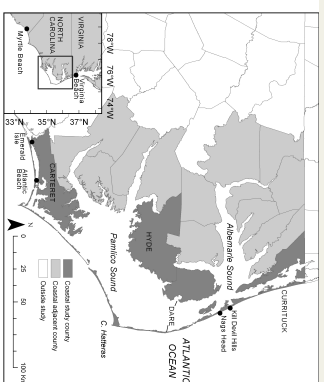 VIRGINIA
NORTH
CAROLINA
Virginia
Beach
Myrtle Beach
78°W
76°W
74°W
37°N
35°N
33°N
CURRITUCK
Albemarle Sound
Kill Devil Hills
Nags Head
DARE
HYDE
ATLANTIC
OCEAN
Pamlico Sound
C. Hatteras
CARTERET
Emerald
Isle
Atlantic
Beach
Coastal study county
Coastal adjacent county
Outside study
N
0
25
50
100 Km